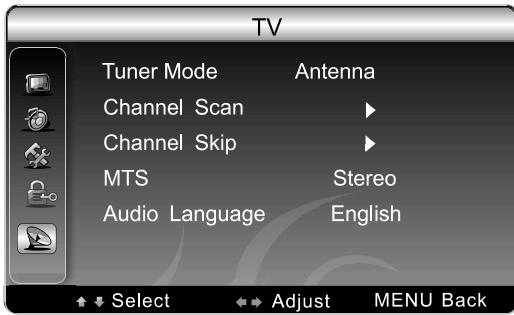 TV
Tuner Mode Antenna
Channel Scan
Channel Skip
MTS Stereo
Audio Language English
Select Adjust MENU Back